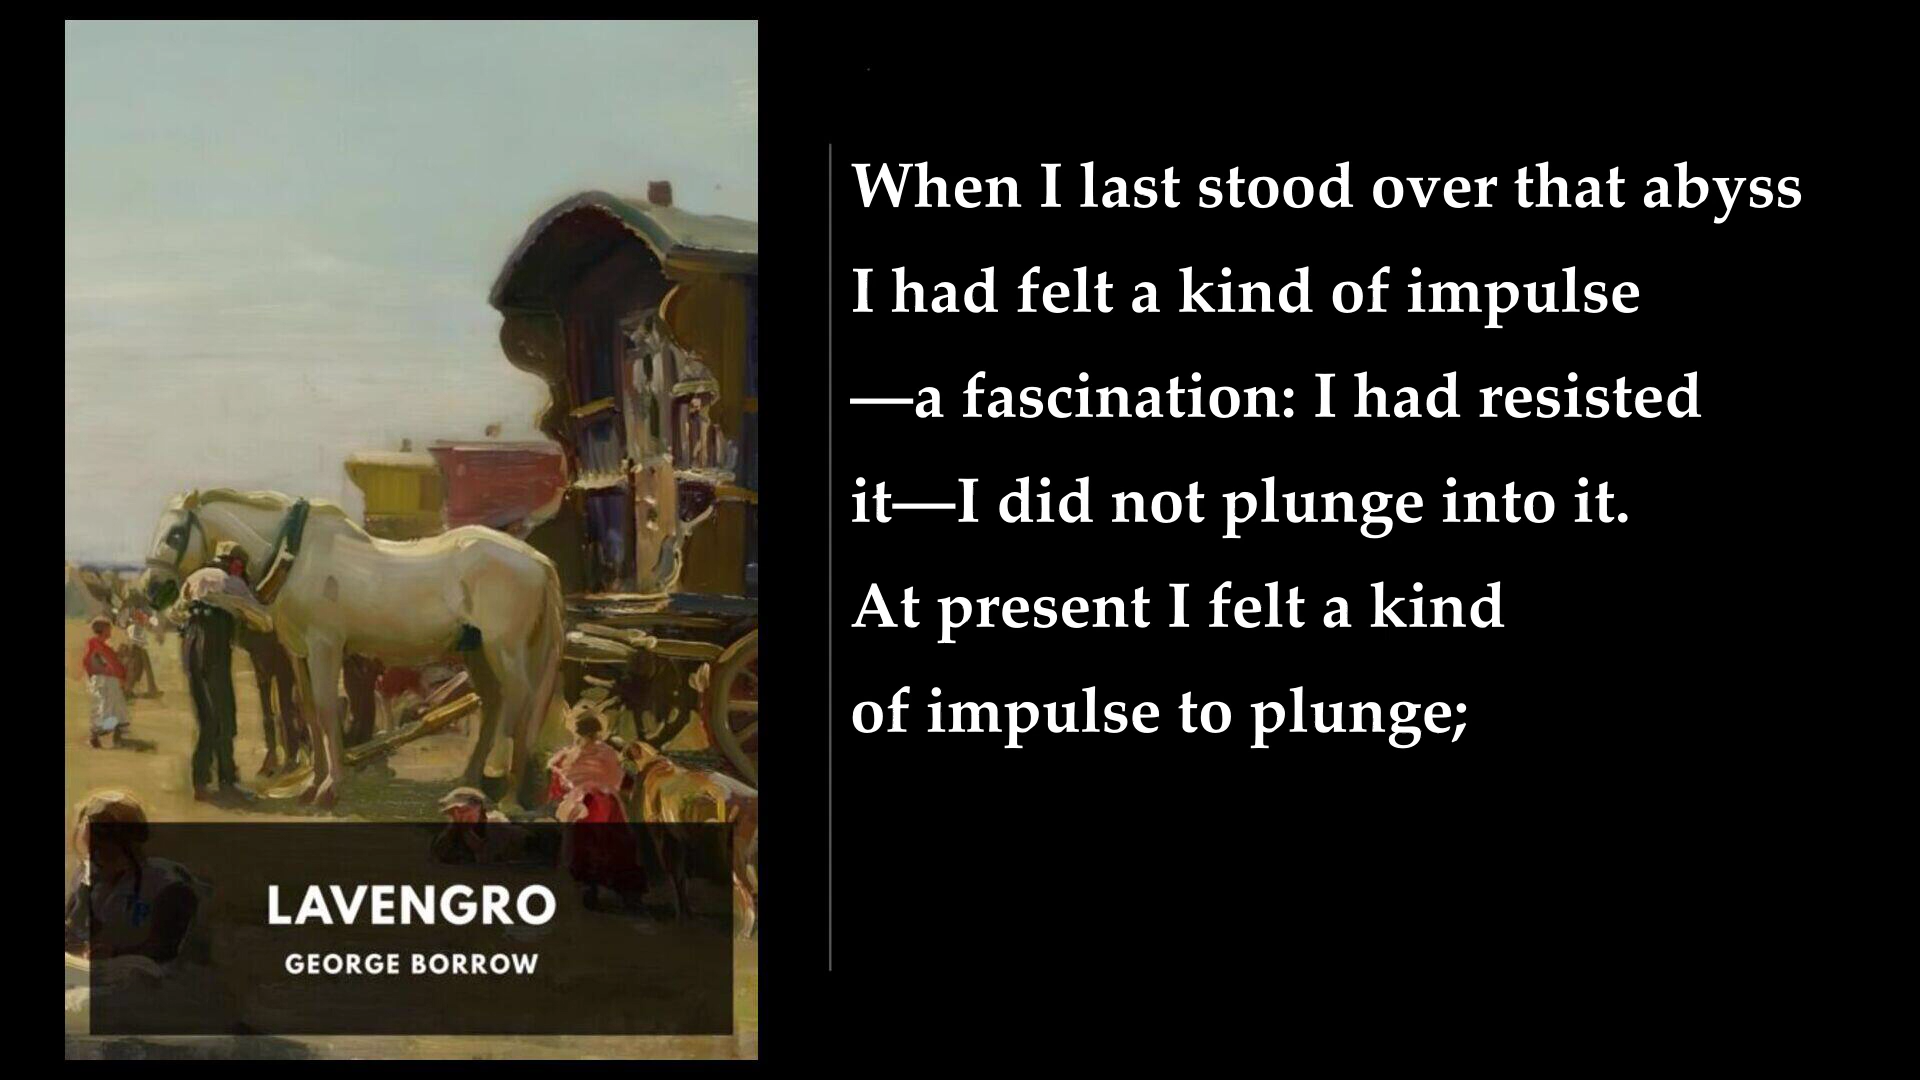 When I last stood over that abyss
I had felt a kind of impulse
—a fascination: I had resisted
it—I did not plunge into it.
At present I felt a kind
of impulse to plunge;
LAVENGRO
GEORGE BORROW